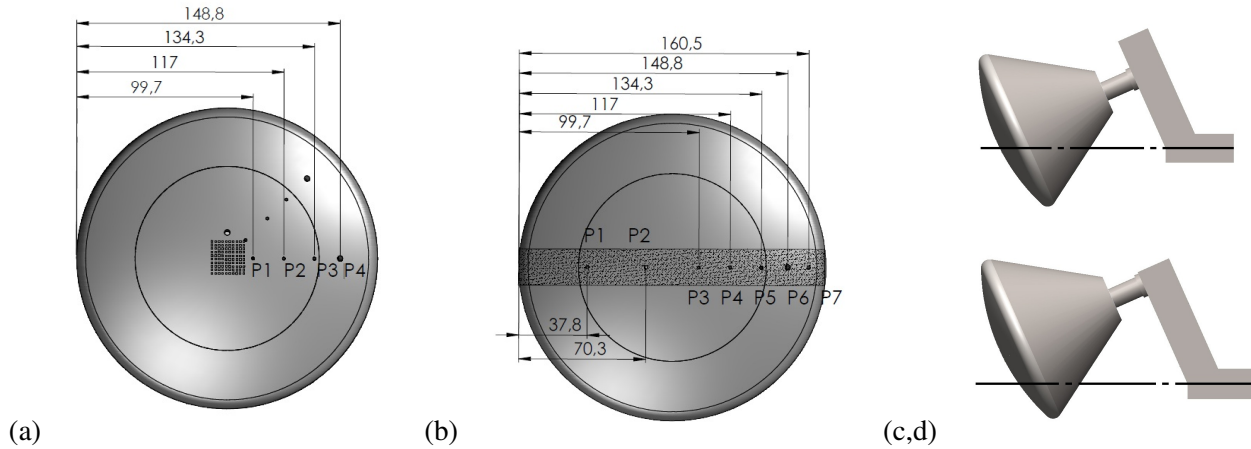 148,8
134,3
117
99,7
P1 P2 P3 P4
(a)
160,5
148,8
134,3
117
99,7
P1 P2
P3 P4 P5 P6 P7
37,8
70,3
(b)
(c,d)